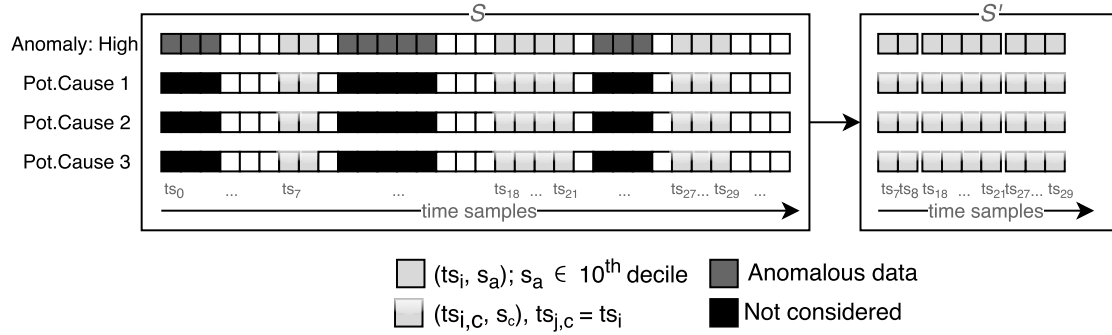 S
S'
Anomaly: High
Pot.Cause 1
Pot.Cause 2
Pot.Cause 3
ts0 ... ts7 ... ts18 ... ts21 ... ts27... ts29 ...
ts7ts8 ts18 ... ts21ts27... ts29
time samples
time samples
(tsi, sa); sa ∈ 10th decile
Anomalous data
(tsi,c, sc), tsj,c = tsi
Not considered